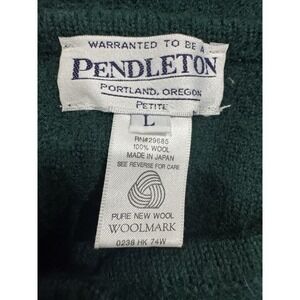 WARRANTED TO BE A
PENDLETON
PORTLAND, OREGON
PETITE
L
RN#29685
100% WOOL
MADE IN JAPAN
SEE REVERSE FOR CARE
PURE NEW WOOL
WOOLMARK
0238 HK 74W